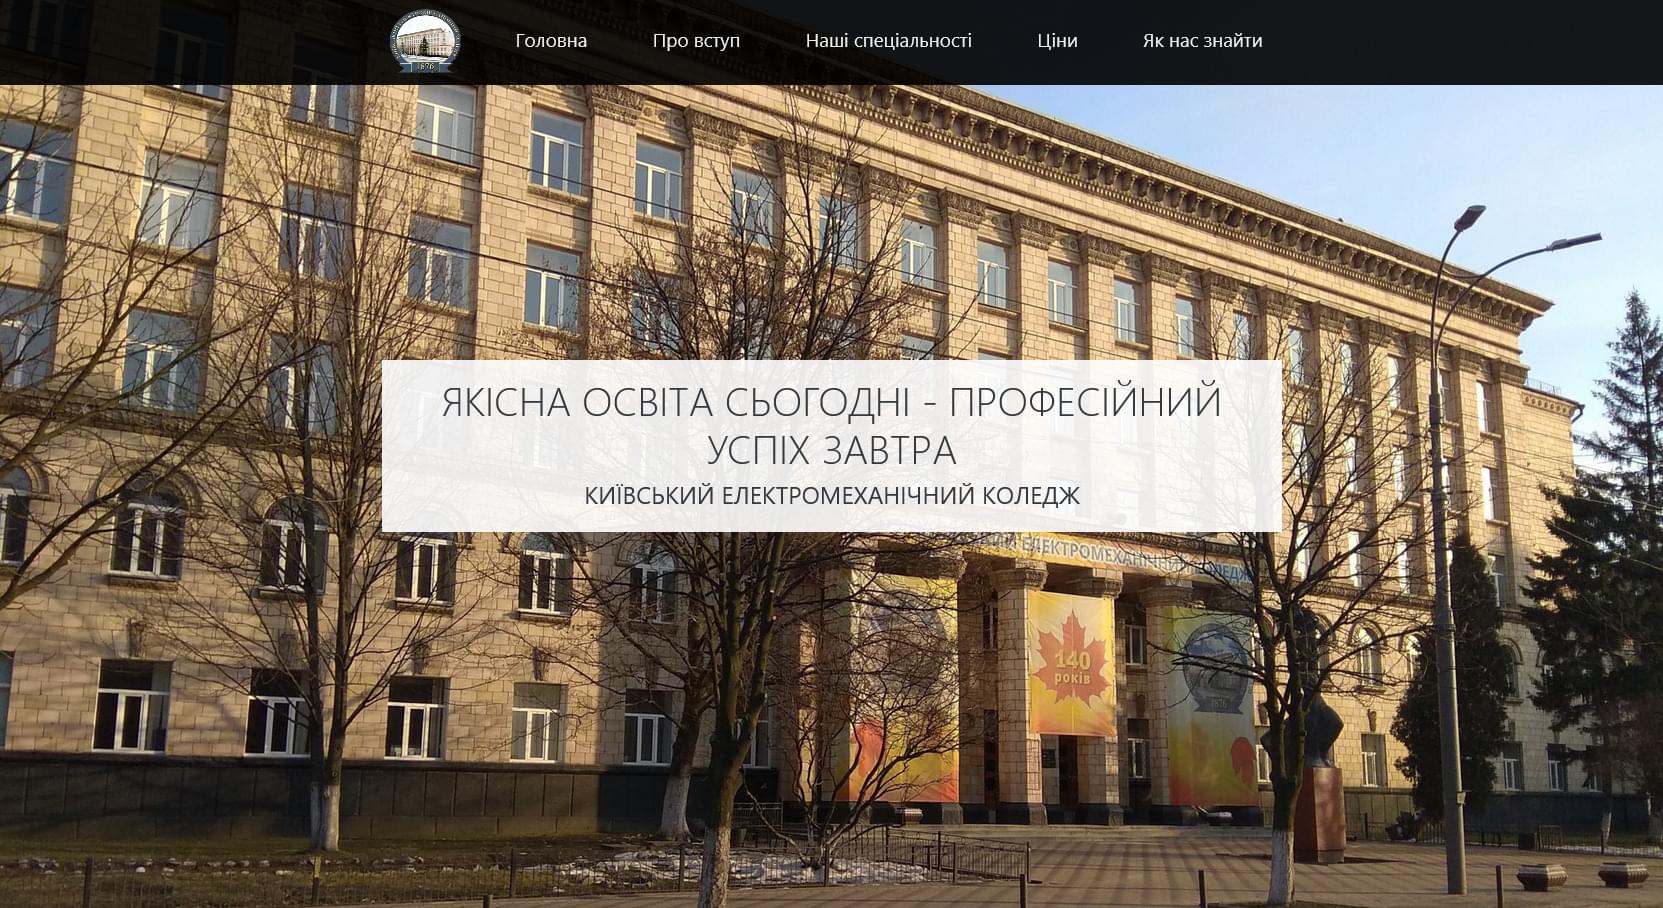 1876
Головна
Про вступ
Наші спеціальності
Ціни
Як нас знайти
ЯКІСНА ОСВІТА СЬОГОДНІ - ПРОФЕСІЙНИЙ
УСПІХ ЗАВТРА
КИЇВСЬКИЙ ЕЛЕКТРОМЕХАНІЧНИЙ КОЛЕДЖ
ЕЛЕКТРОМЕХАНІЧНИЙ КОЛЕДЖ
140
років
1876